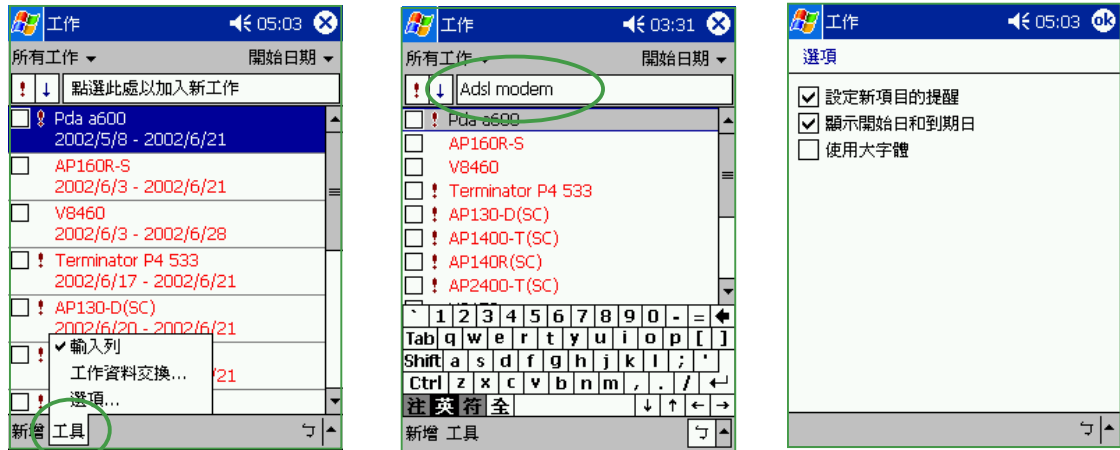 工作 05:03
所有工作 開始日期
! ↓ 點選此處以加入新工作
Pda a600
2002/5/8 - 2002/6/21
AP160R-S
2002/6/3 - 2002/6/21
V8460
2002/6/3 - 2002/6/28
! Terminator P4 533
2002/6/17 - 2002/6/21
! AP130-D(SC)
2002/6/20 - 2002/6/21
/21
✓輸入列
工作資料交換...
選項...
新增 工具 ㄅ
工作 03:31
所有工作 開始日期
! ↓ Adsl modem
! Pda a600
AP160R-S
V8460
! Terminator P4 533
! AP130-D(SC)
! AP1400-T(SC)
! AP140R(SC)
! AP2400-T(SC)
` 1 2 3 4 5 6 7 8 9 0 - =
Tab q w e r t y u i o p [ ]
Shift a s d f g h j k l ; '
Ctrl z x c v b n m , . /
注 英 符 全 ↓ ↑ ← →
新增 工具 ㄅ
工作 05:03 ok
選項
設定新項目的提醒
顯示開始日和到期日
使用大字體
ㄅ